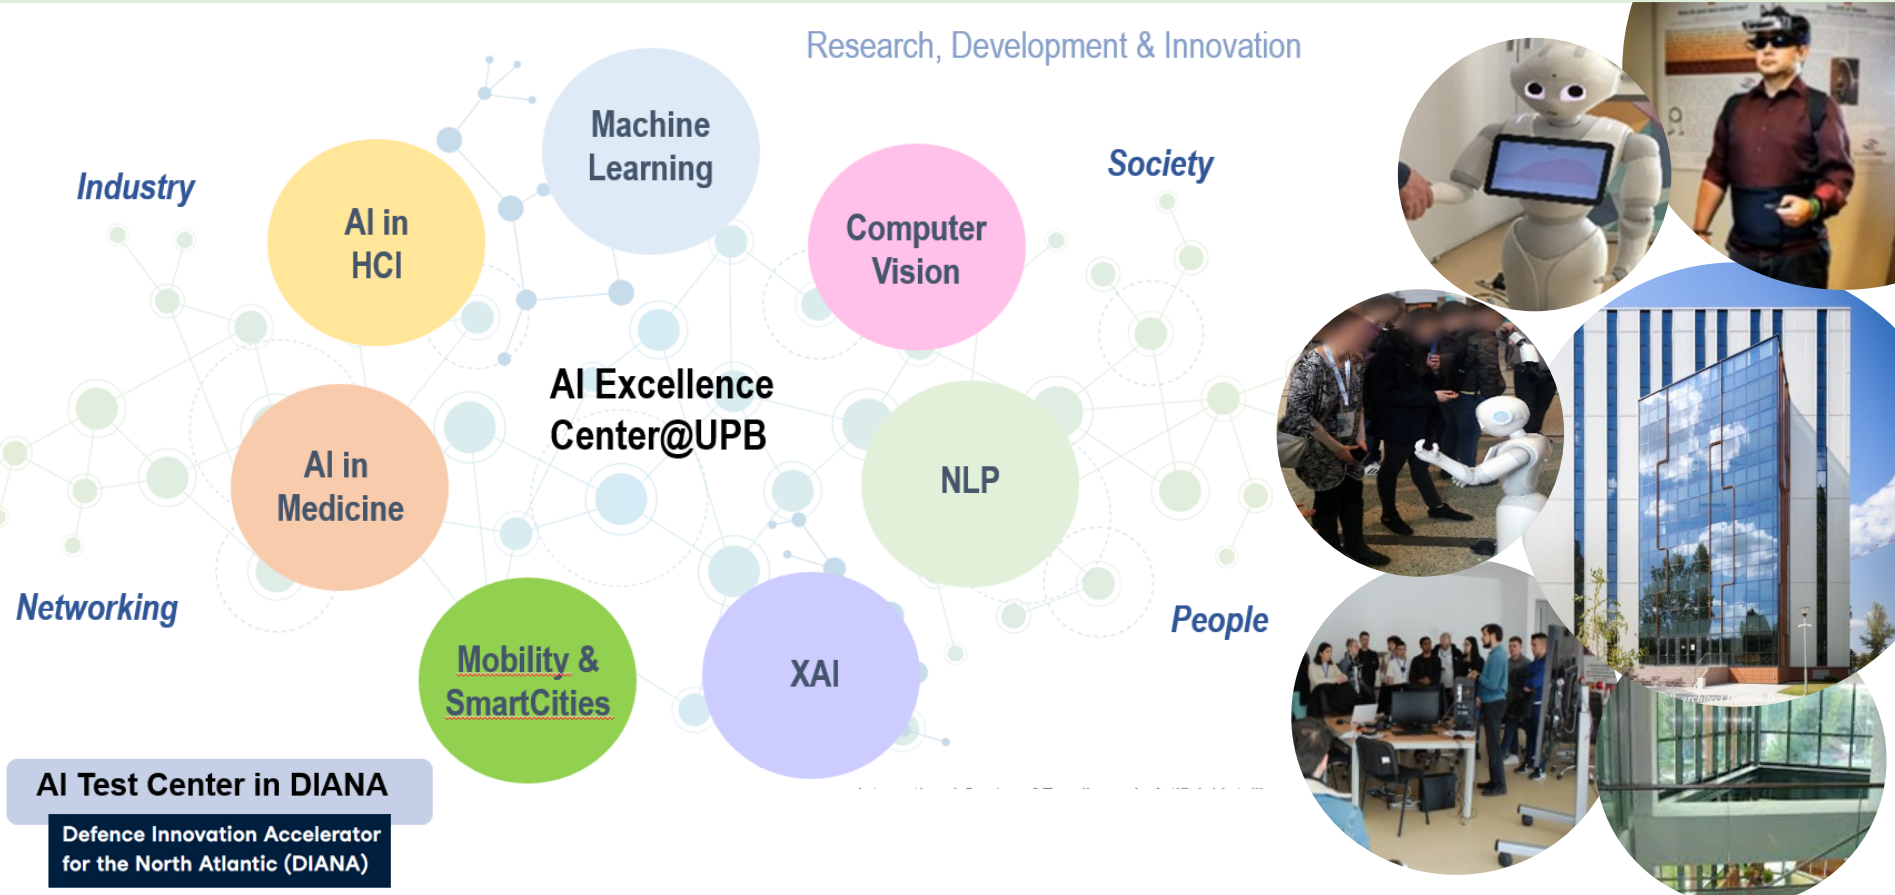 Research, Development & Innovation
Machine
Learning
Industry
Society
AI in
HCI
Computer
Vision
AI Excellence
Center@UPB
AI in
Medicine
NLP
Networking
People
Mobility &
SmartCities
XAI
AI Test Center in DIANA
Defence Innovation Accelerator
for the North Atlantic (DIANA)